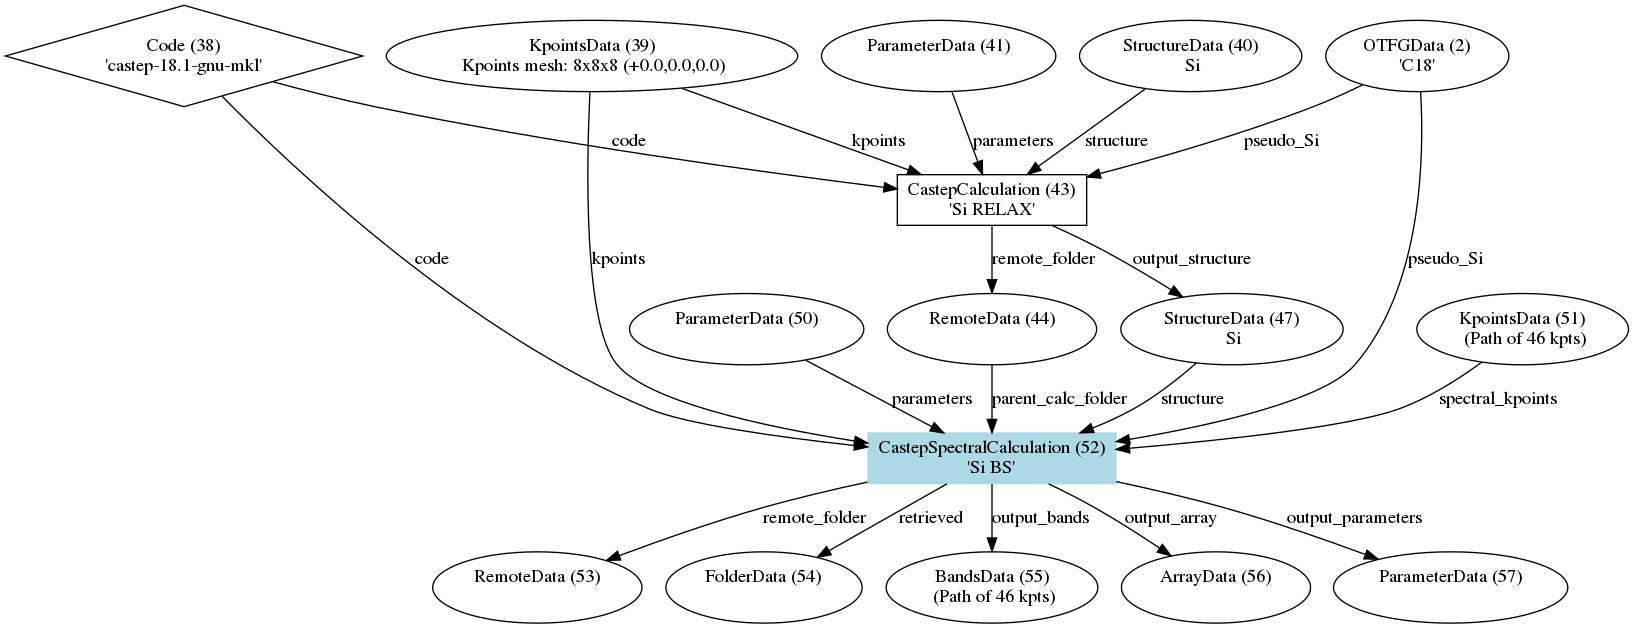 Code (38)
'castep-18.1-gnu-mkl'
KpointsData (39)
Kpoints mesh: 8x8x8 (+0.0,0.0,0.0)
ParameterData (41)
StructureData (40)
Si
OTFGData (2)
'C18'
code
kpoints
parameters
structure
pseudo_Si
CastepCalculation (43)
'Si RELAX'
code
kpoints
remote_folder
output_structure
pseudo_Si
ParameterData (50)
RemoteData (44)
StructureData (47)
Si
KpointsData (51)
(Path of 46 kpts)
parameters
parent_calc_folder
structure
spectral_kpoints
CastepSpectralCalculation (52)
'Si BS'
remote_folder
retrieved
output_bands
output_array
output_parameters
RemoteData (53)
FolderData (54)
BandsData (55)
(Path of 46 kpts)
ArrayData (56)
ParameterData (57)